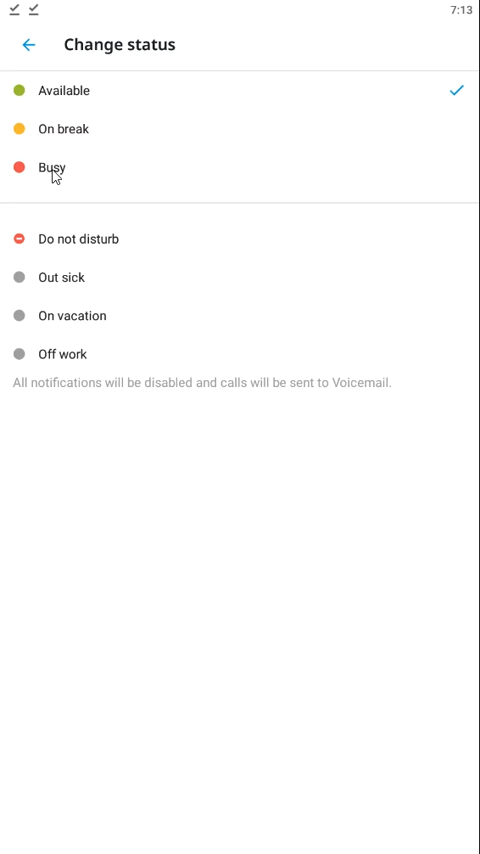 7:13
Change status
Available
On break
Busy
Do not disturb
Out sick
On vacation
Off work
All notifications will be disabled and calls will be sent to Voicemail.